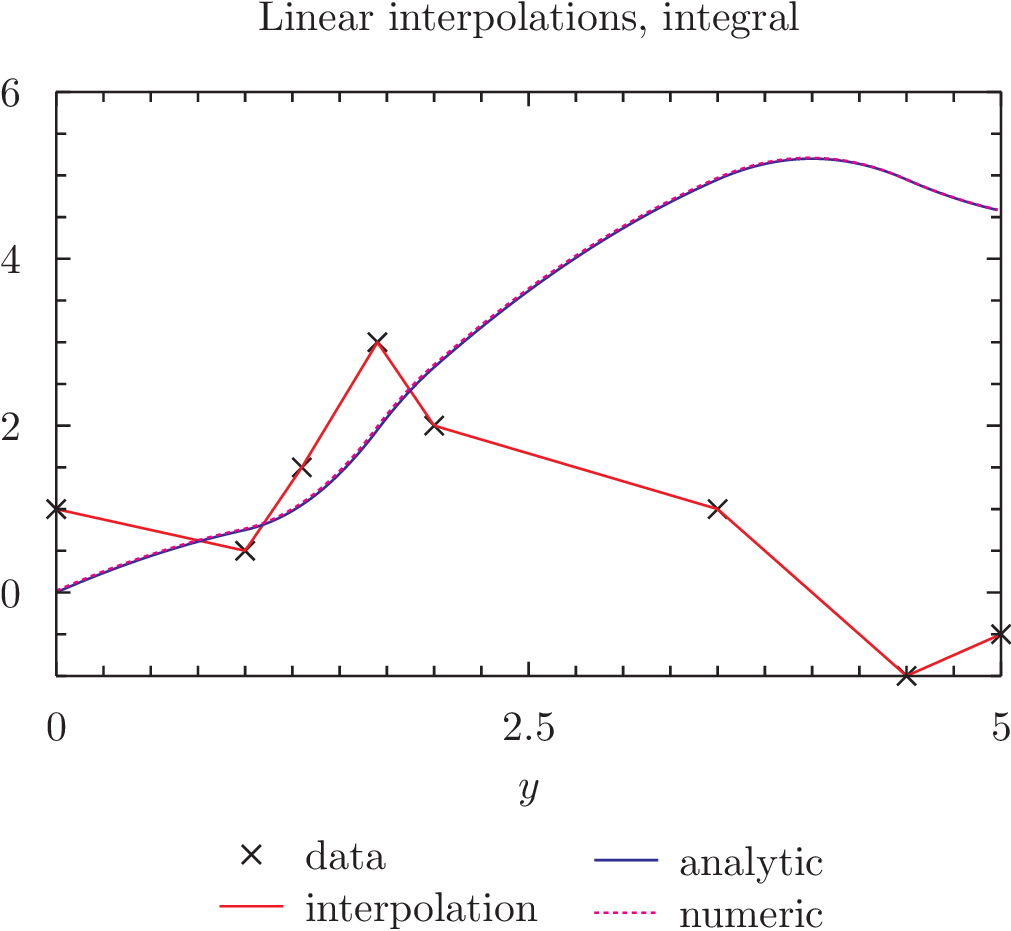 Linear interpolations, integral
6
4
2
0
0 2.5 5
y
data
interpolation
analytic
numeric